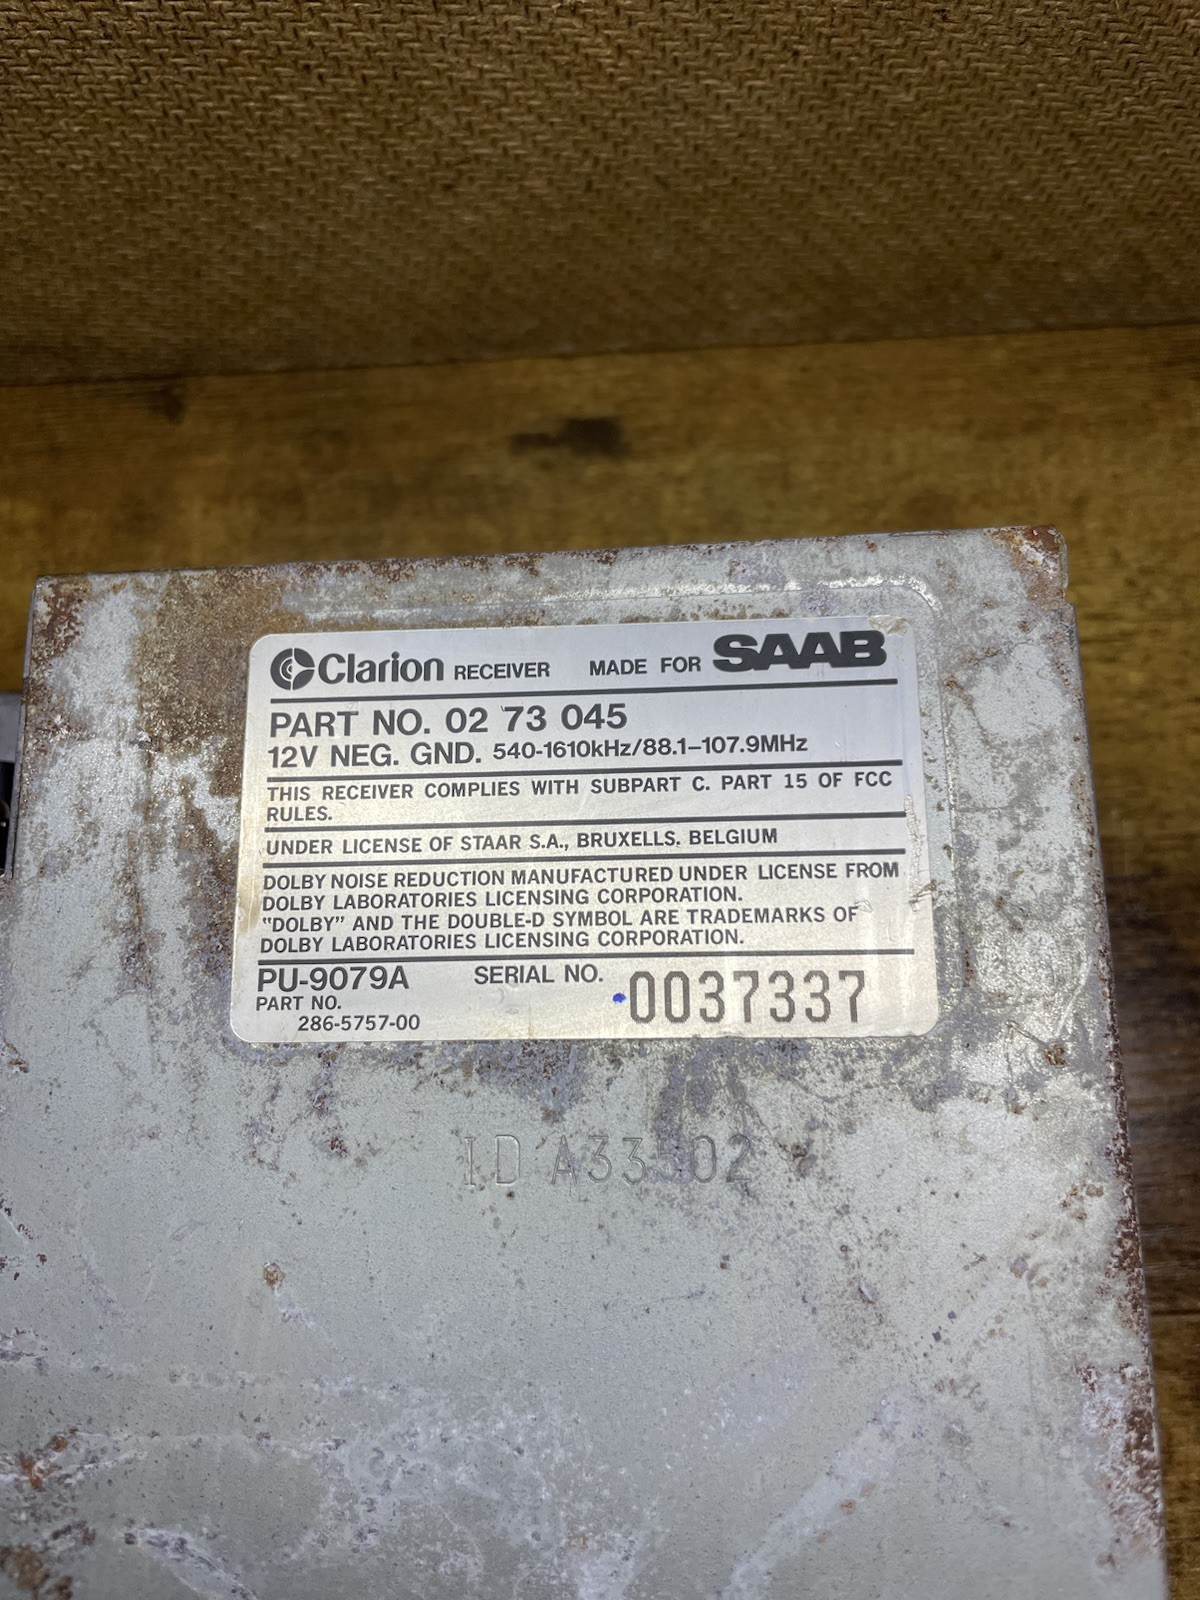 Clarion RECEIVER MADE FOR SAAB
PART NO. 02 73 045
12V NEG. GND. 540-1610kHz/88.1–107.9MHz
THIS RECEIVER COMPLIES WITH SUBPART C. PART 15 OF FCC
RULES.
UNDER LICENSE OF STAAR S.A., BRUXELLS. BELGIUM
DOLBY NOISE REDUCTION MANUFACTURED UNDER LICENSE FROM
DOLBY LABORATORIES LICENSING CORPORATION.
“DOLBY” AND THE DOUBLE-D SYMBOL ARE TRADEMARKS OF
DOLBY LABORATORIES LICENSING CORPORATION.
PU-9079A SERIAL NO. 0037337
PART NO.
286-5757-00
ID